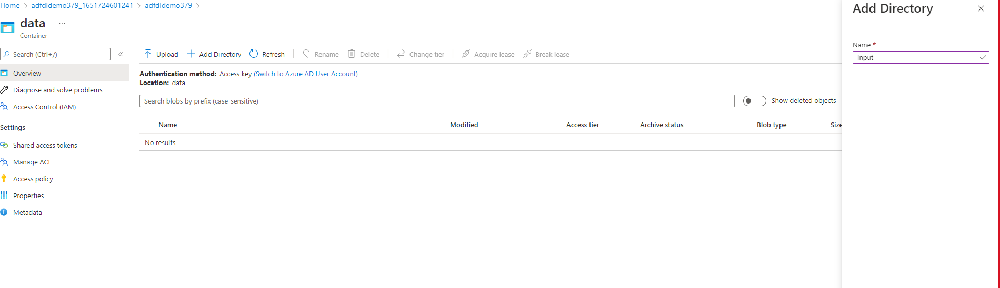 Home > adfdldemo379_1651724601241 > adfdldemo379 >
data ...
Container
Search (Ctrl+/) «
Overview
Diagnose and solve problems
Access Control (IAM)
Settings
Shared access tokens
Manage ACL
Access policy
Properties
Metadata
Upload Add Directory Refresh Rename Delete Change tier Acquire lease Break lease
Authentication method: Access key (Switch to Azure AD User Account)
Location: data
Search blobs by prefix (case-sensitive) Show deleted objects
Name Modified Access tier Archive status Blob type Size
No results
Add Directory
Name *
Input